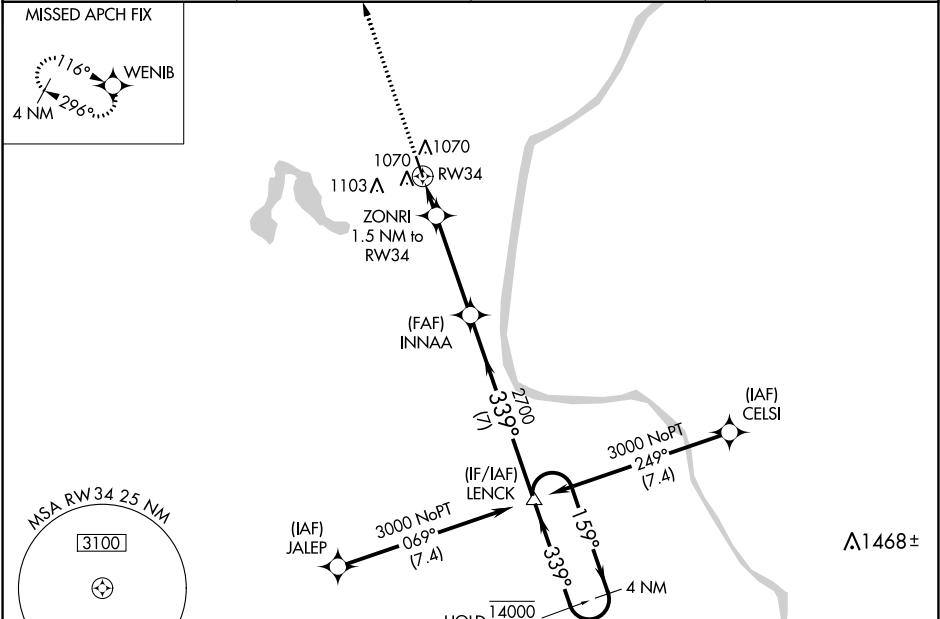 MISSED APCH FIX
116°
WENIB
296°
4 NM
1070
1070
RW34
1103
ZONRI
1.5 NM to
RW34
(FAF)
INNAA
2700
339°
(7)
(IAF)
CELSI
3000 NoPT
249°
(7.4)
(IF/IAF)
LENCK
MSA RW34 25 NM
3100
(IAF)
JALEP
3000 NoPT
069°
(7.4)
159°
339°
1468±
4 NM
HOLD 14000